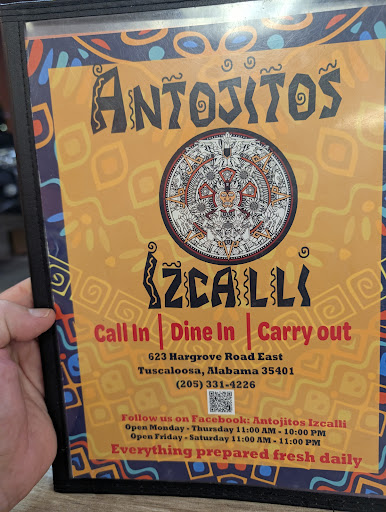 ANTOJITOS
IZCALLI
Call In | Dine In | Carry out
623 Hargrove Road East
Tuscaloosa, Alabama 35401
(205) 331-4226
Follow us on Facebook: Antojitos Izcalli
Open Monday - Thursday 11:00 AM - 10:00 PM
Open Friday - Saturday 11:00 AM - 11:00 PM
Everything prepared fresh daily